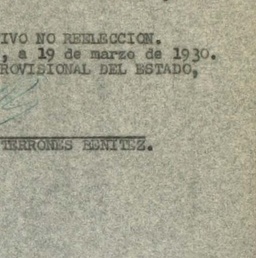 IVO NO REELECCION.
, a 19 de marzo de 1930.
ROVISIONAL DEL ESTADO,
TERRONES BENITEZ.